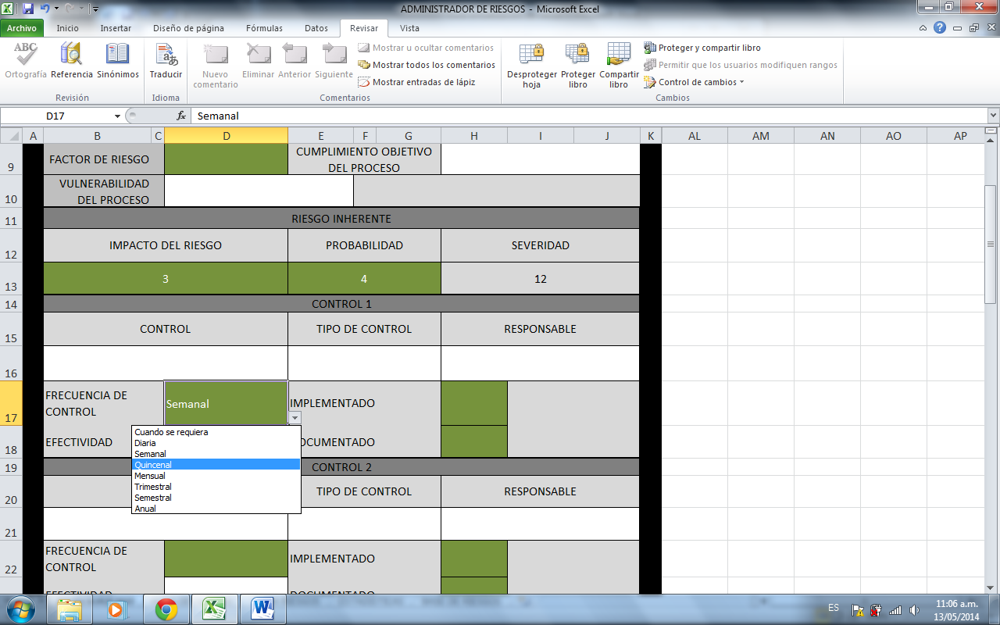 ADMINISTRADOR DE RIESGOS - Microsoft Excel
Archivo Inicio Insertar Diseño de página Fórmulas Datos Revisar Vista
ABC
Ortografía Referencia Sinónimos
Revisión
Traducir
Idioma
Nuevo comentario
Eliminar Anterior Siguiente
Mostrar u ocultar comentarios
Mostrar todos los comentarios
Mostrar entradas de lápiz
Comentarios
Desproteger hoja
Proteger libro
Compartir libro
Proteger y compartir libro
Permitir que los usuarios modifiquen rangos
Control de cambios
Cambios
D17 fx Semanal
A B C D E F G H I J K AL AM AN AO AP
9 FACTOR DE RIESGO CUMPLIMIENTO OBJETIVO
DEL PROCESO
10 VULNERABILIDAD
DEL PROCESO
11 RIESGO INHERENTE
12 IMPACTO DEL RIESGO PROBABILIDAD SEVERIDAD
13 3 4 12
14 CONTROL 1
15 CONTROL TIPO DE CONTROL RESPONSABLE
16
17 FRECUENCIA DE
CONTROL
Semanal IMPLEMENTADO
18 EFECTIVIDAD
Cuando se requiera
Diaria
Semanal
Quincenal
Mensual
Trimestral
Semestral
Anual
19 CONTROL 2
20 TIPO DE CONTROL RESPONSABLE
21
22 FRECUENCIA DE
CONTROL
IMPLEMENTADO
EFECTIVIDAD DOCUMENTADO
ES
11:06 a.m.
13/05/2014